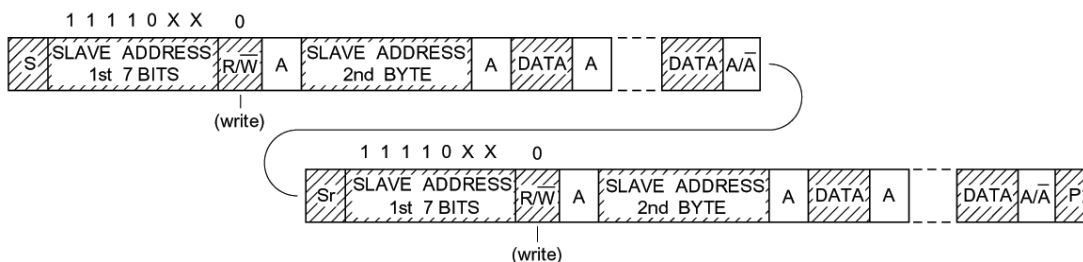 1 1 1 1 0 X X 0
S SLAVE ADDRESS 1st 7 BITS R/W̅ A SLAVE ADDRESS 2nd BYTE A DATA A DATA A/A̅
(write)
1 1 1 1 0 X X 0
Sr SLAVE ADDRESS 1st 7 BITS R/W̅ A SLAVE ADDRESS 2nd BYTE A DATA A DATA A/A̅ P
(write)